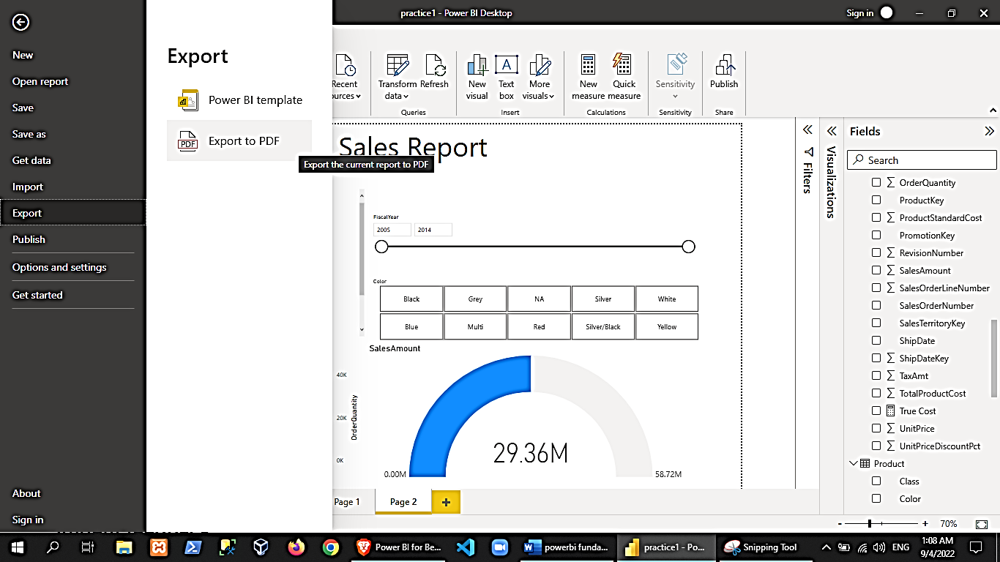 practice1 - Power BI Desktop
Sign in
New
Open report
Save
Save as
Get data
Import
Export
Publish
Options and settings
Get started
About
Sign in
Export
Power BI template
PDF
Export to PDF
Export the current report to PDF
Recent
ources
Transform
data
Refresh
Queries
New
visual
A
Text
box
More
visuals
Insert
New
measure
Quick
measure
Calculations
Sensitivity
Sensitivity
Publish
Share
Sales Report
FiscalYear
2005
2014
Color
Black
Grey
NA
Silver
White
Blue
Multi
Red
Silver/Black
Yellow
SalesAmount
40K
20K
0K
OrderQuantity
29.36M
0.00M
58.72M
Page 1
Page 2
+
Filters
Visualizations
Fields
Search
OrderQuantity
ProductKey
ProductStandardCost
PromotionKey
RevisionNumber
SalesAmount
SalesOrderLineNumber
SalesOrderNumber
SalesTerritoryKey
ShipDate
ShipDateKey
TaxAmt
TotalProductCost
True Cost
UnitPrice
UnitPriceDiscountPct
Product
Class
Color
- + 70%
Power BI for Be...
powerbi funda...
practice1 - Po...
Snipping Tool
ENG
1:08 AM
9/4/2022